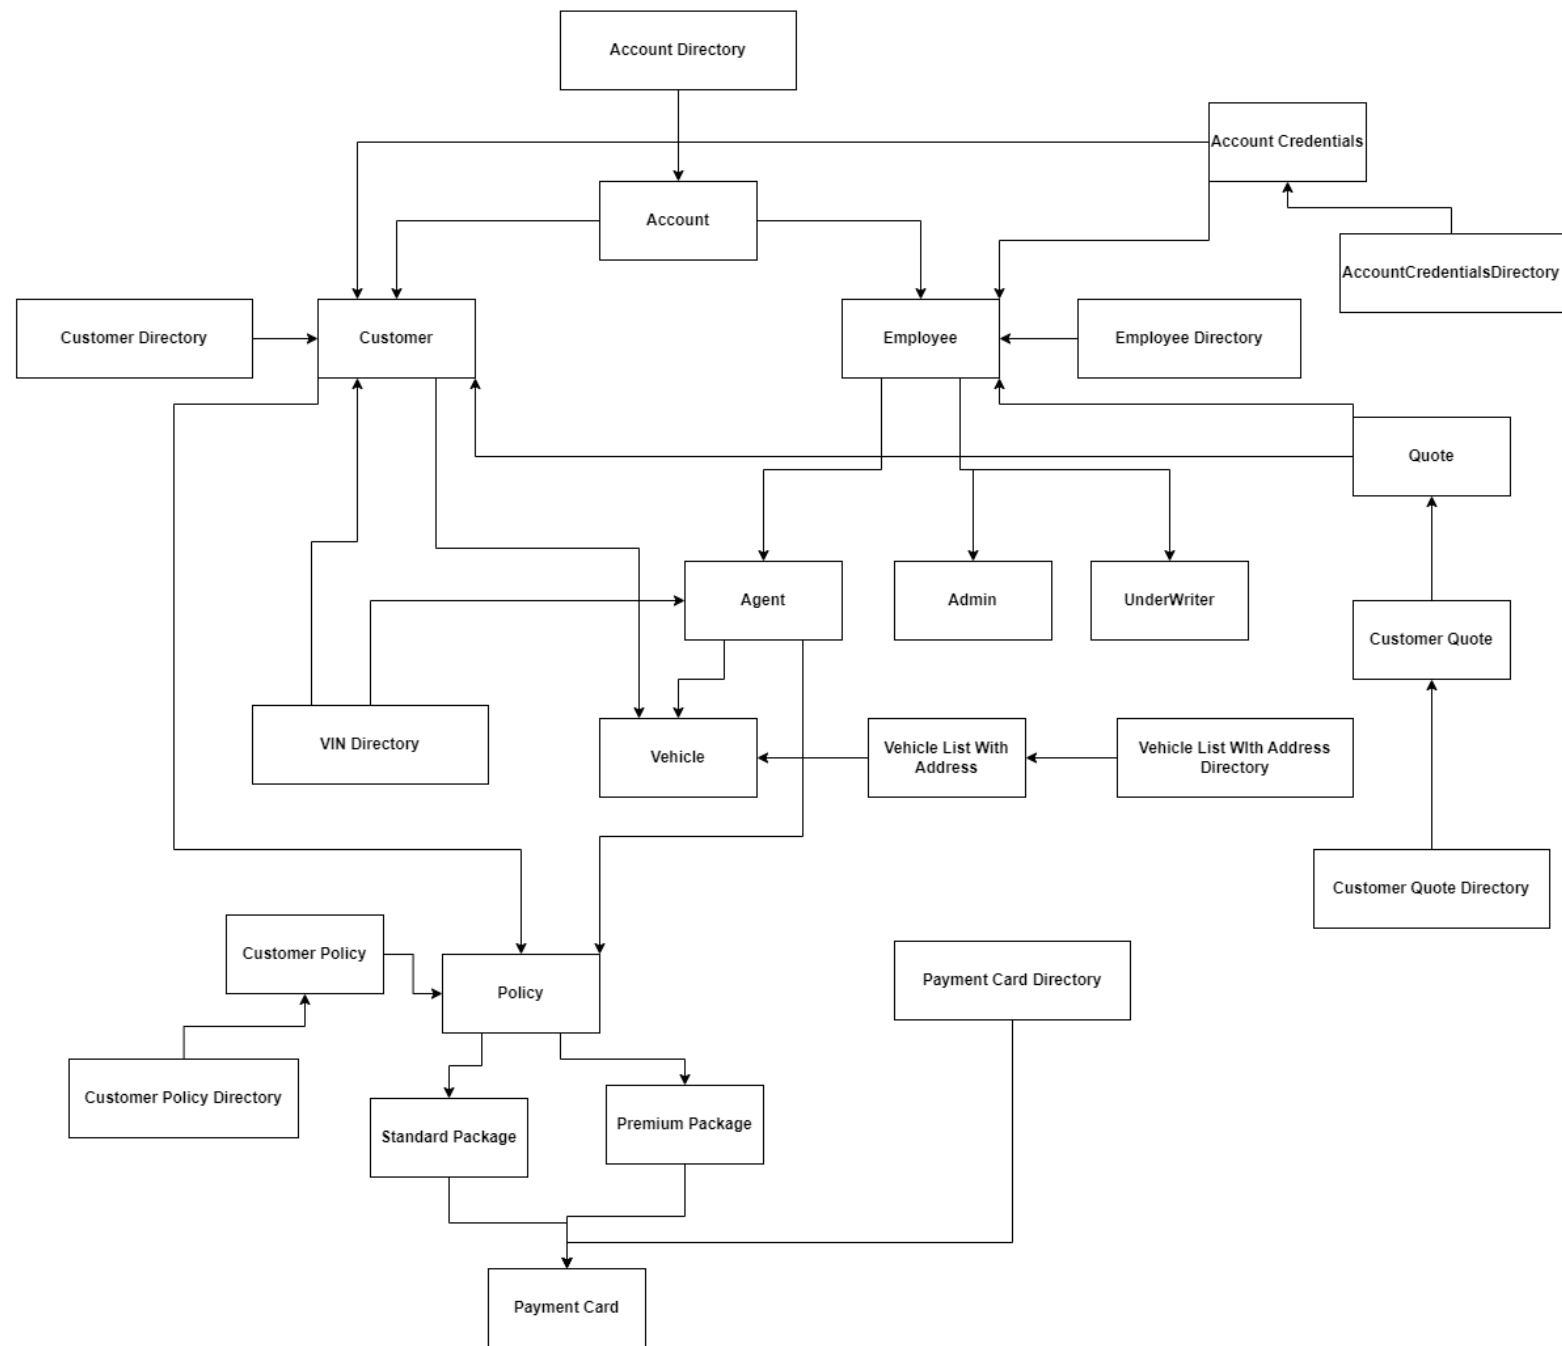 Account Directory
Account Credentials
Account
AccountCredentialsDirectory
Customer Directory
Customer
Employee
Employee Directory
Quote
Agent
Admin
UnderWriter
Customer Quote
VIN Directory
Vehicle
Vehicle List With
Address
Vehicle List WIth Address
Directory
Customer Quote Directory
Customer Policy
Policy
Payment Card Directory
Customer Policy Directory
Standard Package
Premium Package
Payment Card